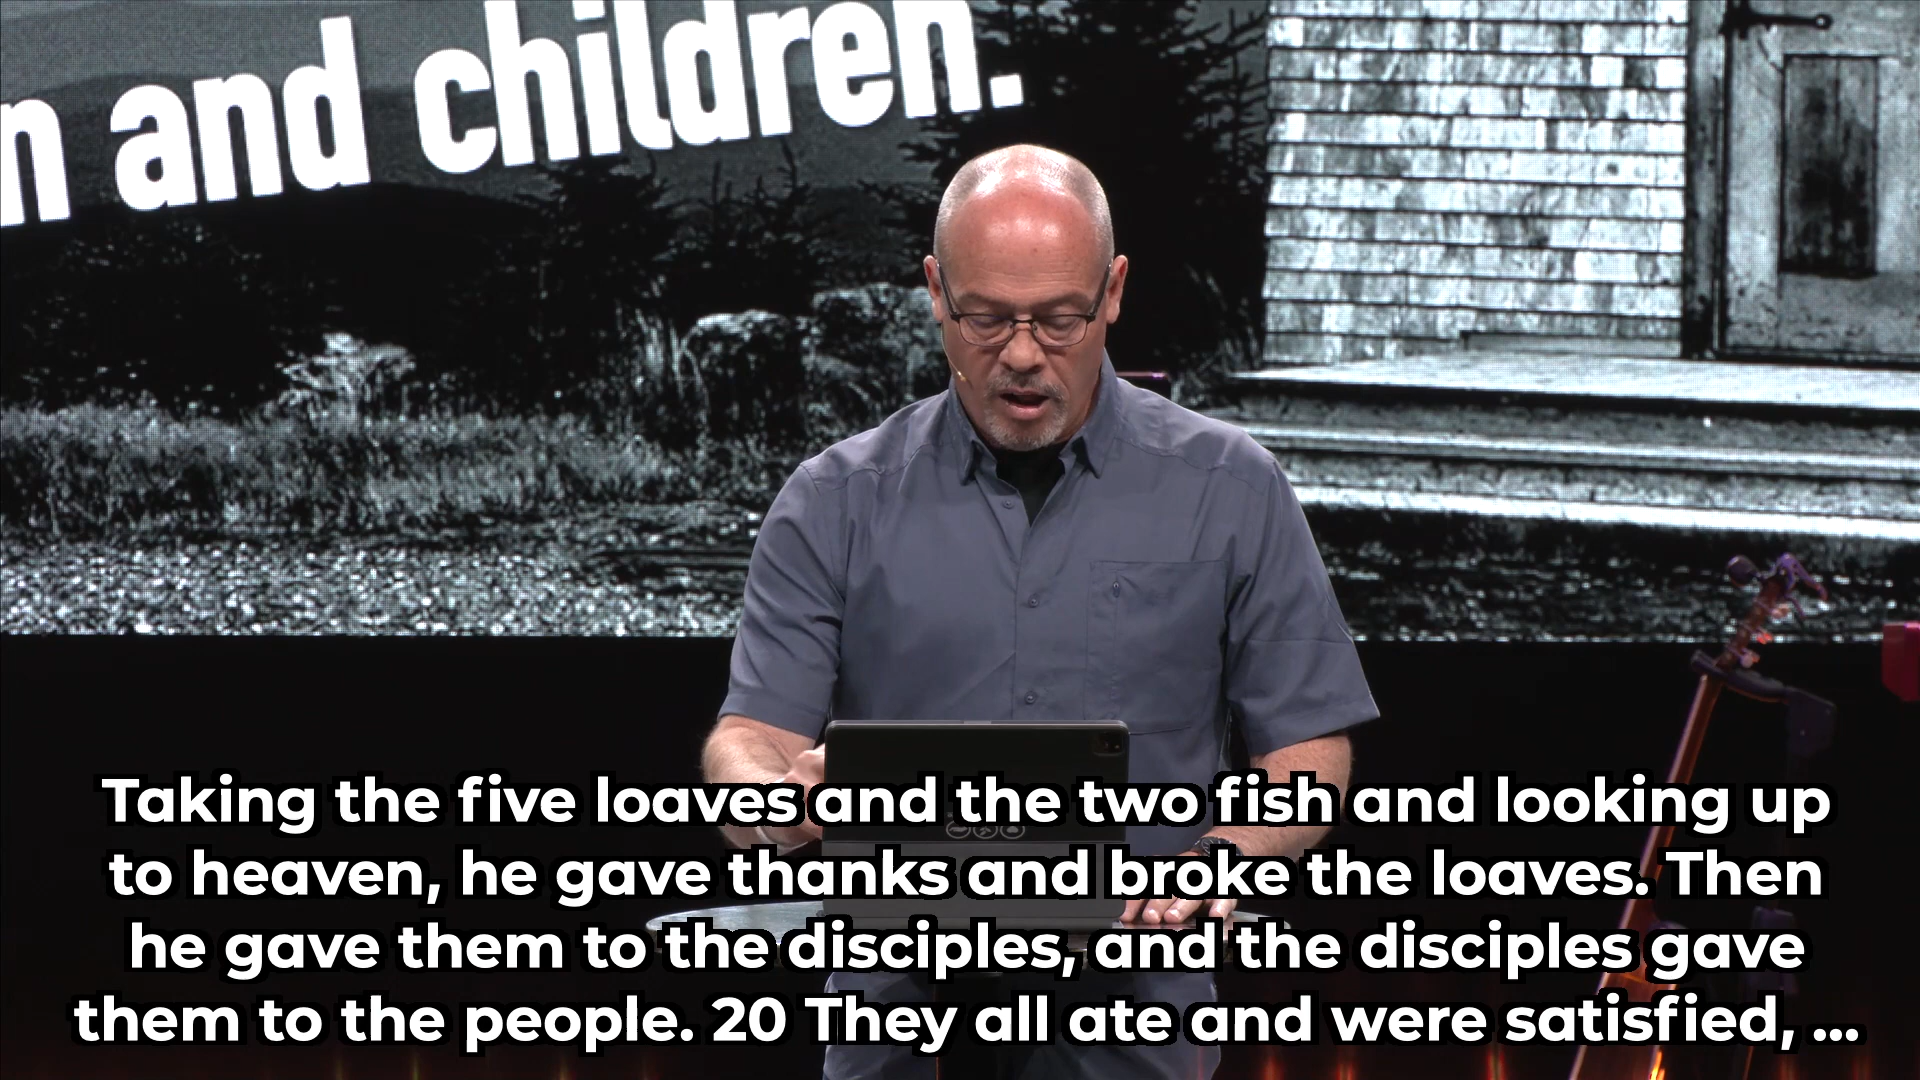 n and children.
Taking the five loaves and the two fish and looking up
to heaven, he gave thanks and broke the loaves. Then
he gave them to the disciples, and the disciples gave
them to the people. 20 They all ate and were satisfied, ...